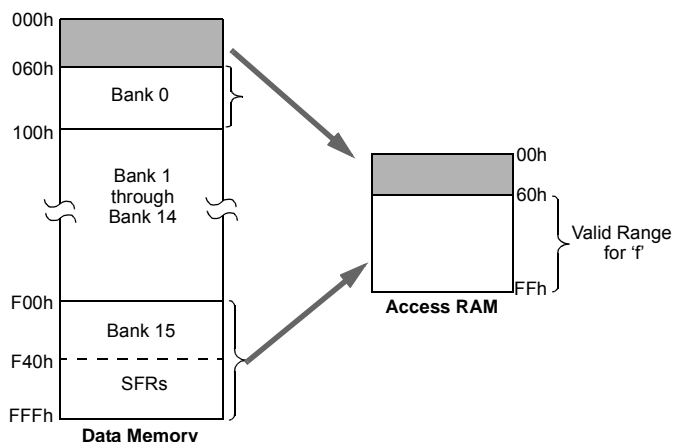 000h
060h
Bank 0
100h
Bank 1
through
Bank 14
F00h
Bank 15
F40h
SFRs
FFFh
Data Memory
00h
60h
Valid Range
for ‘f’
FFh
Access RAM